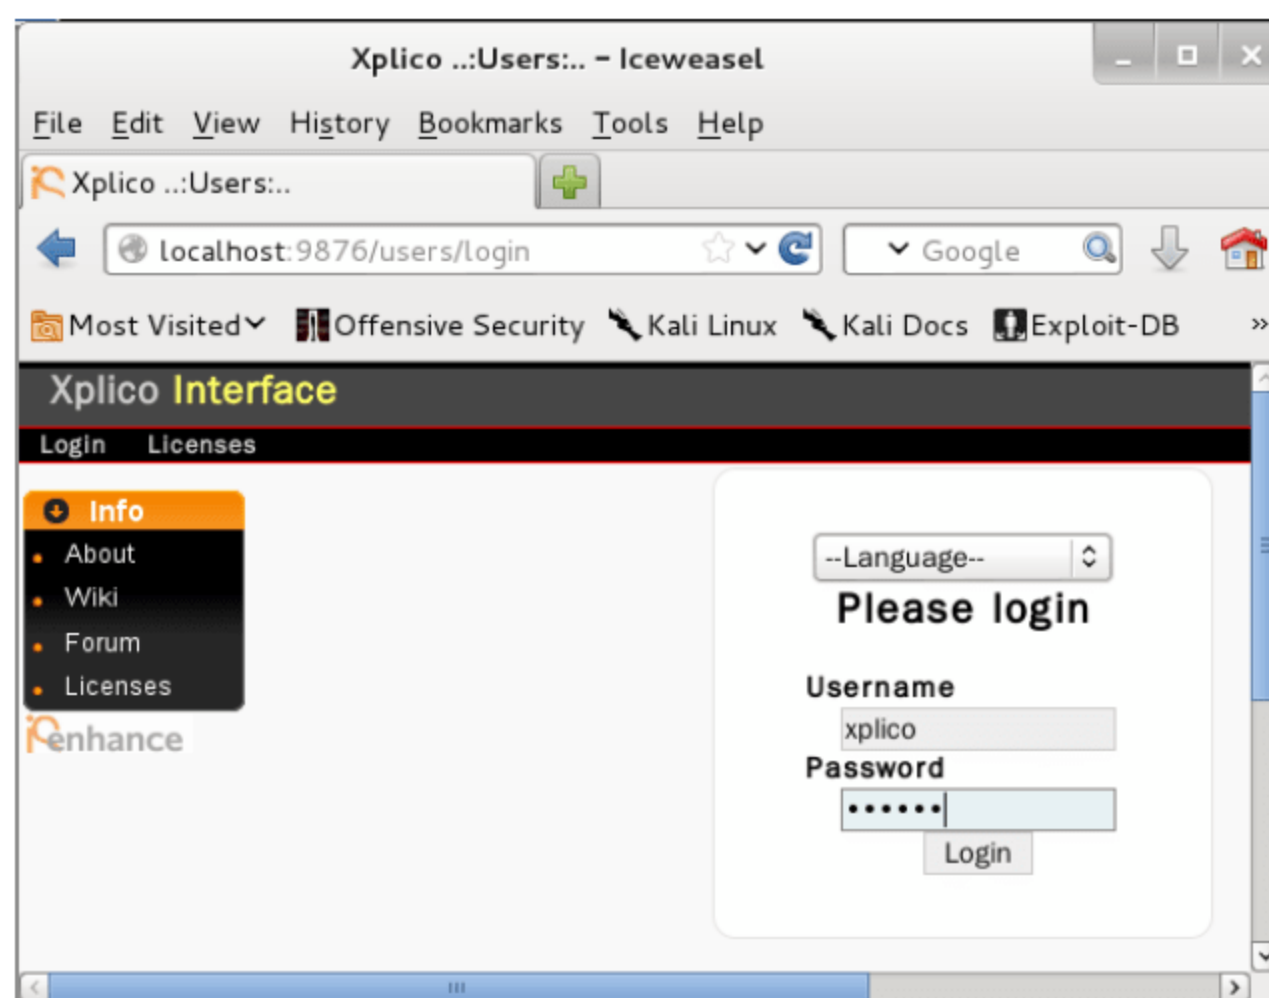 Xplico ..:Users:.. – Iceweasel
File Edit View History Bookmarks Tools Help
Xplico ..:Users:..
localhost:9876/users/login Google
Most Visited Offensive Security Kali Linux Kali Docs Exploit-DB »
Xplico Interface
Login Licenses
Info
About
Wiki
Forum
Licenses
enhance
--Language--
Please login
Username
xplico
Password
••••••
Login